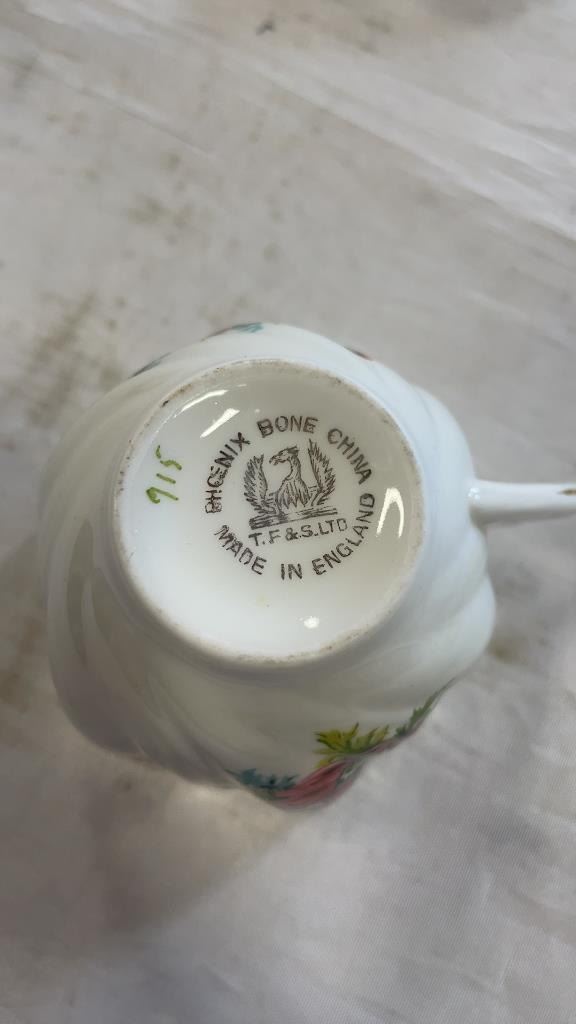 PHOENIX BONE CHINA
T.F & S. LTD
MADE IN ENGLAND
915